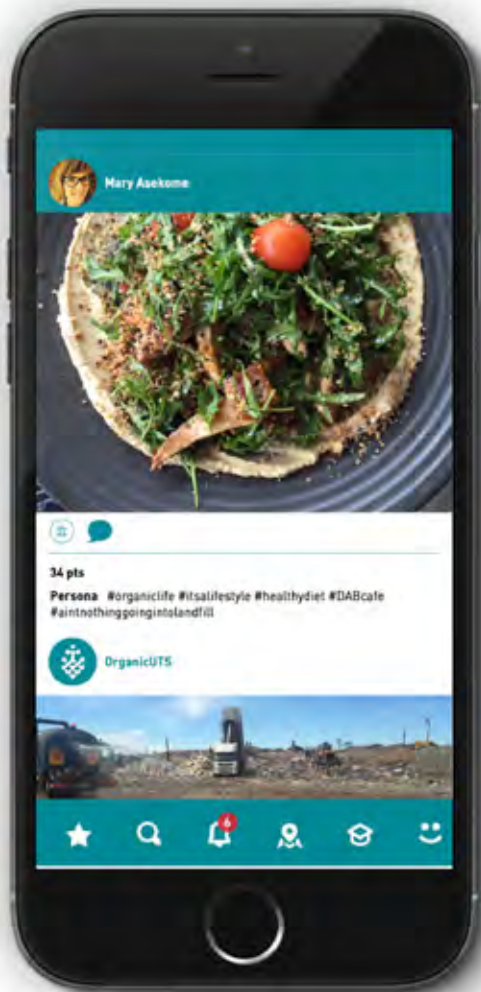 Mary Asekome
34 pts
Persona #organiclife #itsalifestyle #healthydiet #DABcafe
#aintnothinggoingintolandfill
OrganicUTS
6